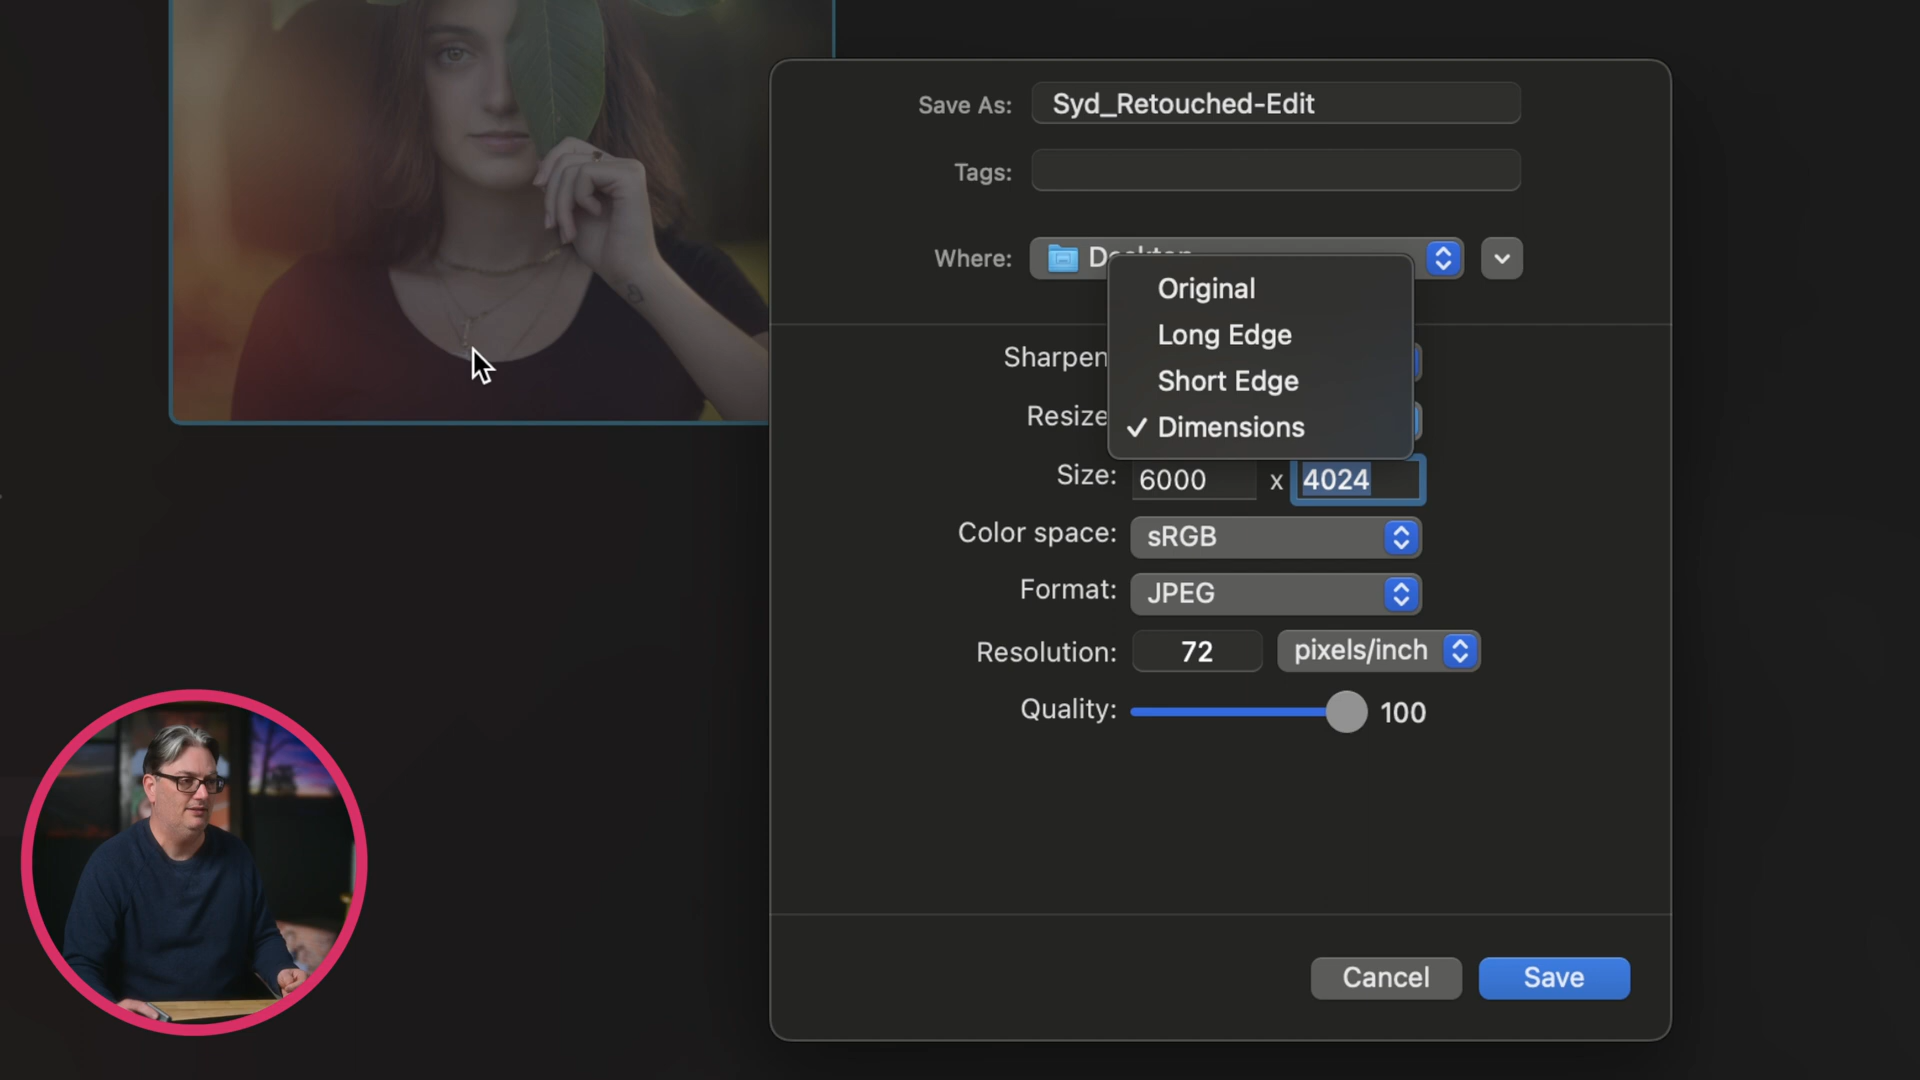 Save As: Syd_Retouched-Edit
Tags:
Where: Desktop
Original
Long Edge
Short Edge
✓ Dimensions
Sharpen
Resize
Size: 6000 x 4024
Color space: sRGB
Format: JPEG
Resolution: 72 pixels/inch
Quality: 100
Cancel Save